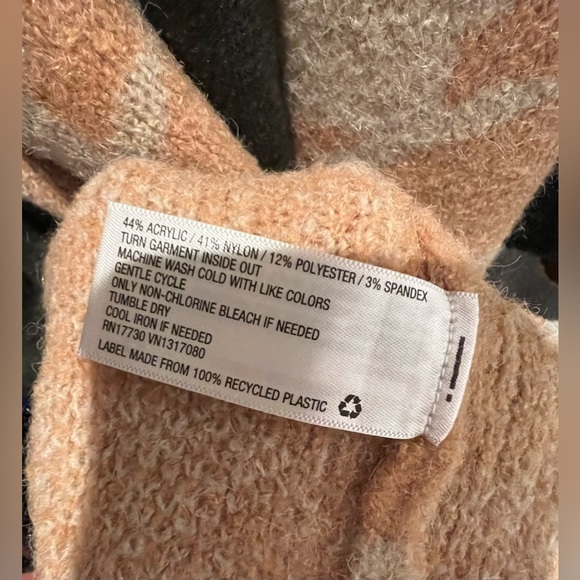 44% ACRYLIC / 41% NYLON / 12% POLYESTER / 3% SPANDEX
TURN GARMENT INSIDE OUT
MACHINE WASH COLD WITH LIKE COLORS
GENTLE CYCLE
ONLY NON-CHLORINE BLEACH IF NEEDED
TUMBLE DRY
COOL IRON IF NEEDED
RN17730 VN1317080
LABEL MADE FROM 100% RECYCLED PLASTIC